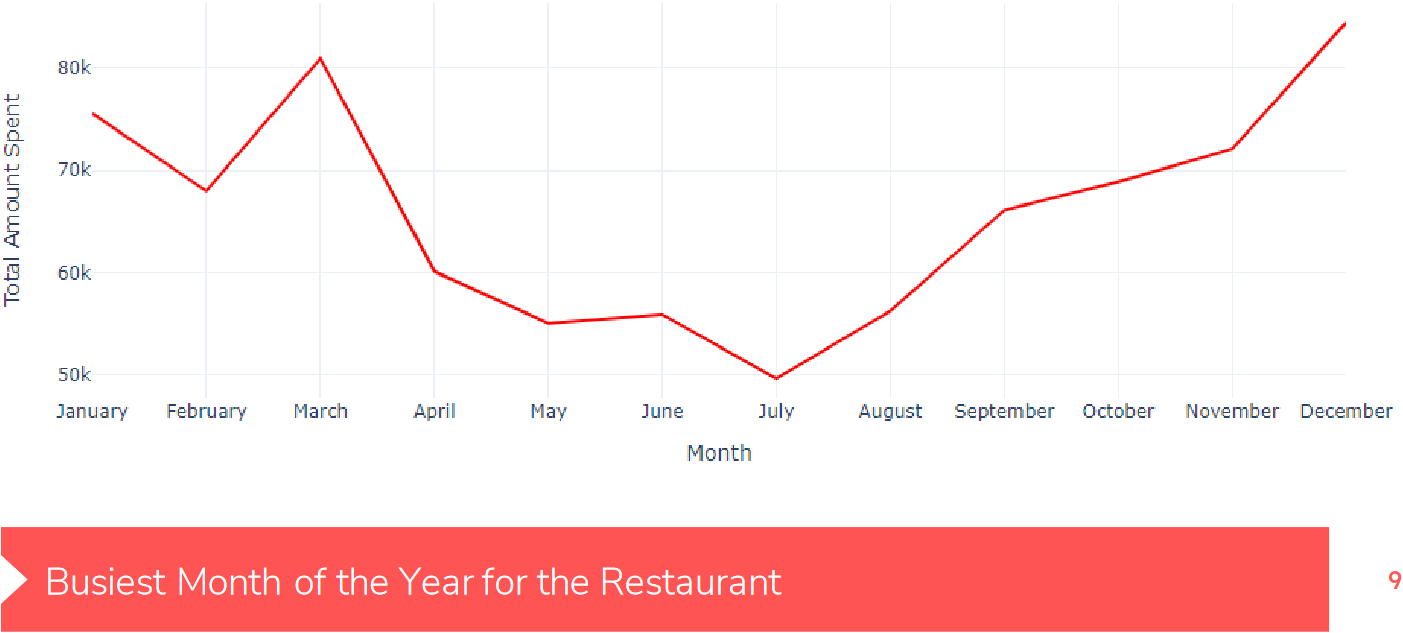 Total Amount Spent
80k
70k
60k
50k
January February March April May June July August September October November December
Month
Busiest Month of the Year for the Restaurant
9